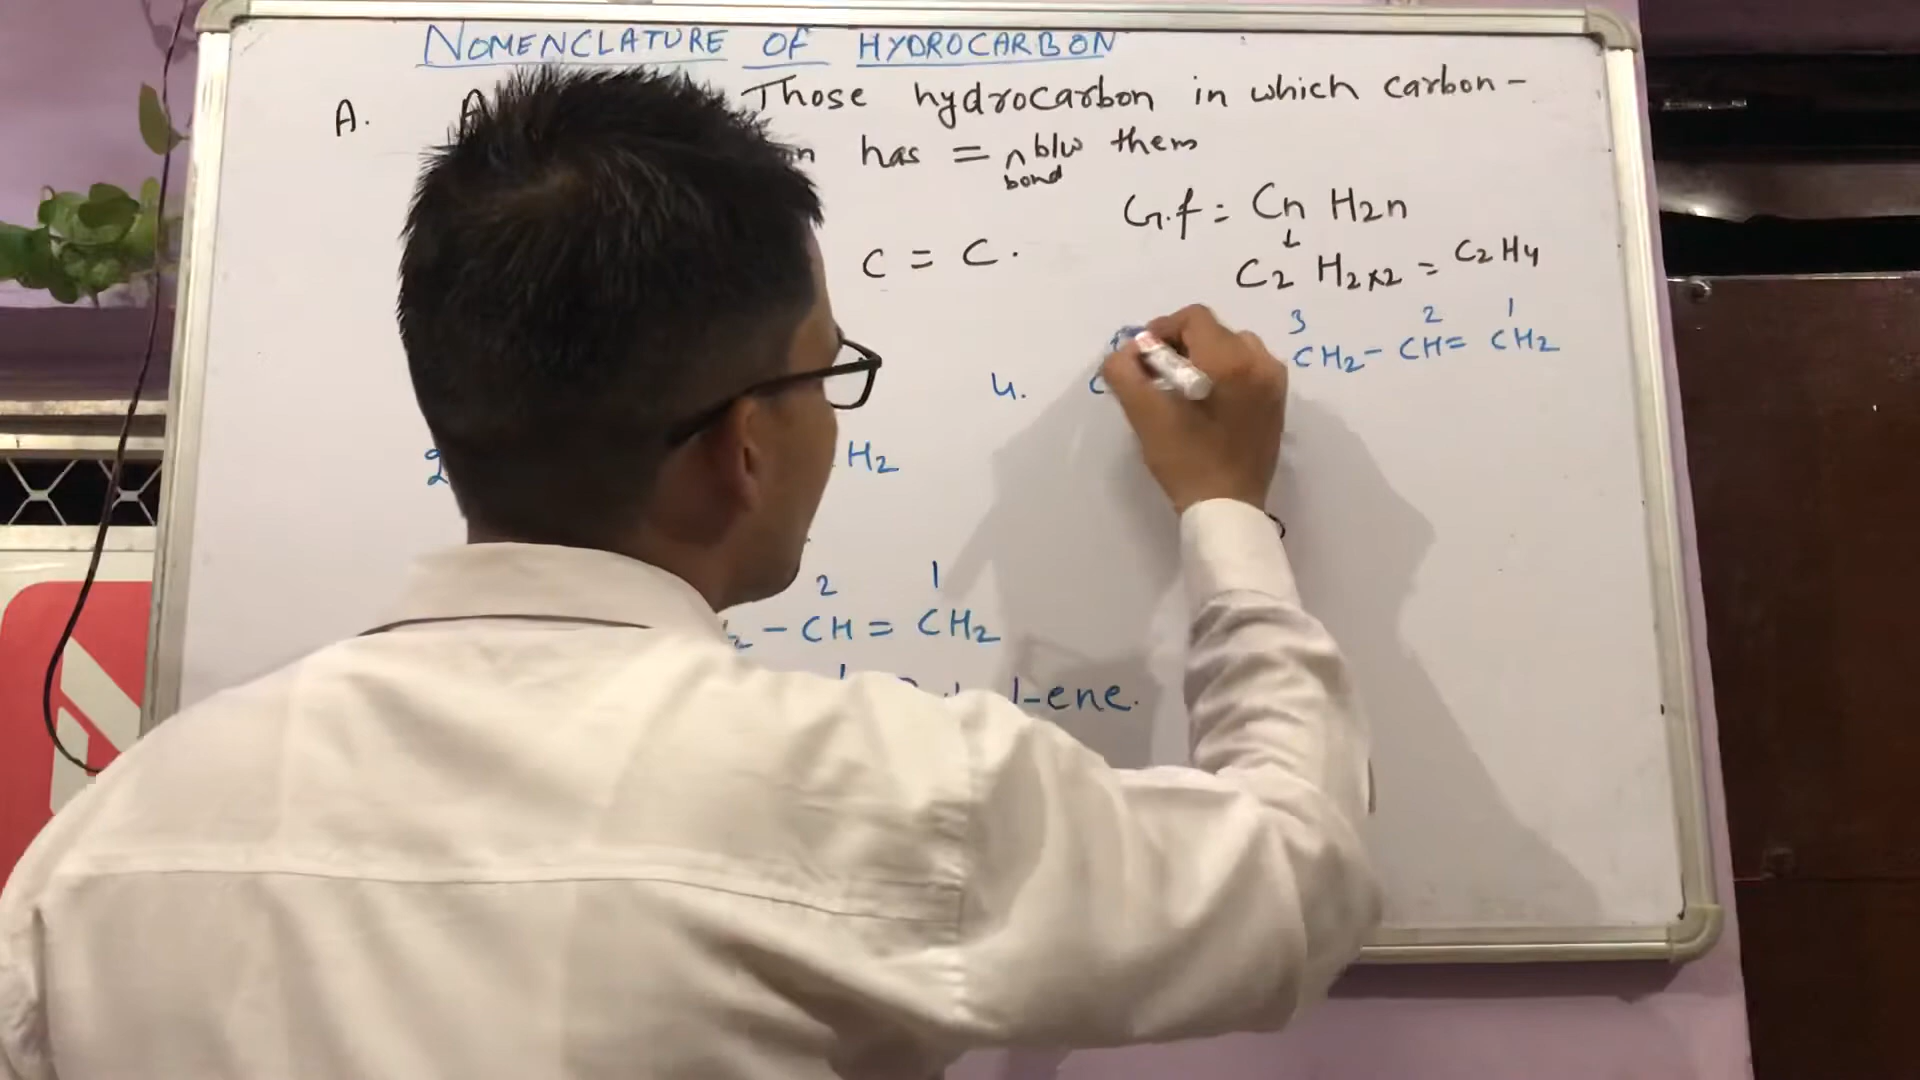 NOMENCLATURE OF HYDROCARBON
A. Those hydrocarbon in which carbon-
has = ^ b/w them
bond
G.f = Cn H2n
↓
C = C.
C2 H2x2 = C2H4
3 2 1
4. CH2 - CH = CH2
2 H2
2 1
- CH = CH2
1-ene.